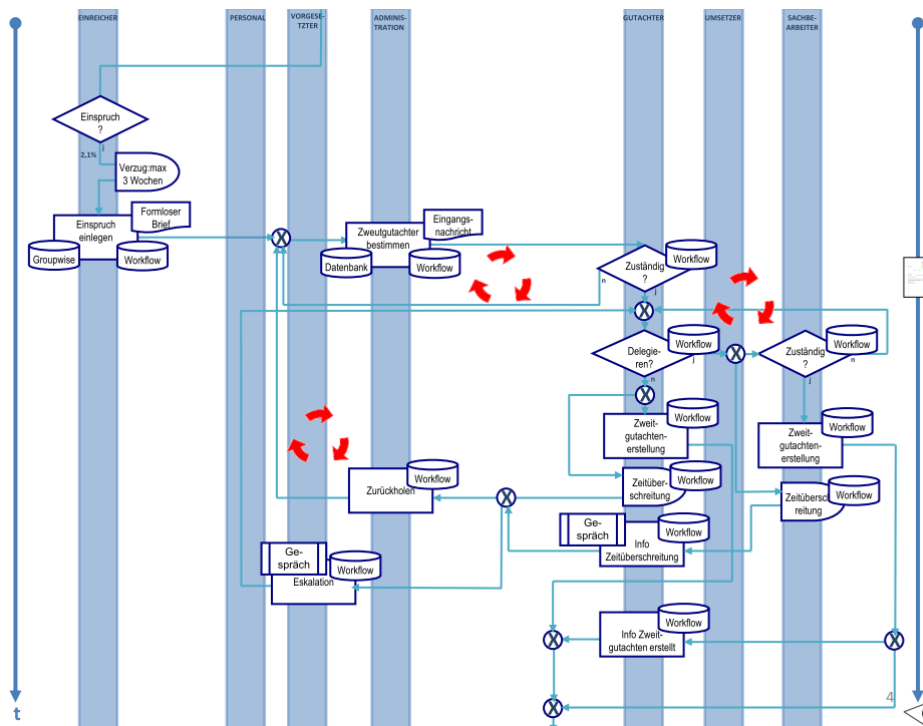 EINREICHER
PERSONAL
VORGESE-
TZTER
ADMINIS-
TRATION
GUTACHTER
UMSETZER
SACHBE-
ARBEITER
Einspruch
?
j
2,1%
Verzug:max
3 Wochen
Formloser
Brief
Einspruch
einlegen
Groupwise
Workflow
X
Eingangs-
nachricht
Zweutgutachter
bestimmen
Datenbank
Workflow
Workflow
Zuständig
?
n
j
X
Workflow
Delegie-
ren?
j
n
X
Workflow
Zuständig
?
n
j
X
Workflow
Zweit-
gutachten-
erstellung
Workflow
Zweit-
gutachten-
erstellung
Workflow
Zurückholen
X
Workflow
Zeitüber-
schreitung
Workflow
Zeitübersch
reitung
Ge-
spräch
Workflow
Info
Zeitüberschreitung
Ge-
spräch
Workflow
Eskalation
Workflow
Info Zweit-
gutachten erstellt
X
X
X
4
t